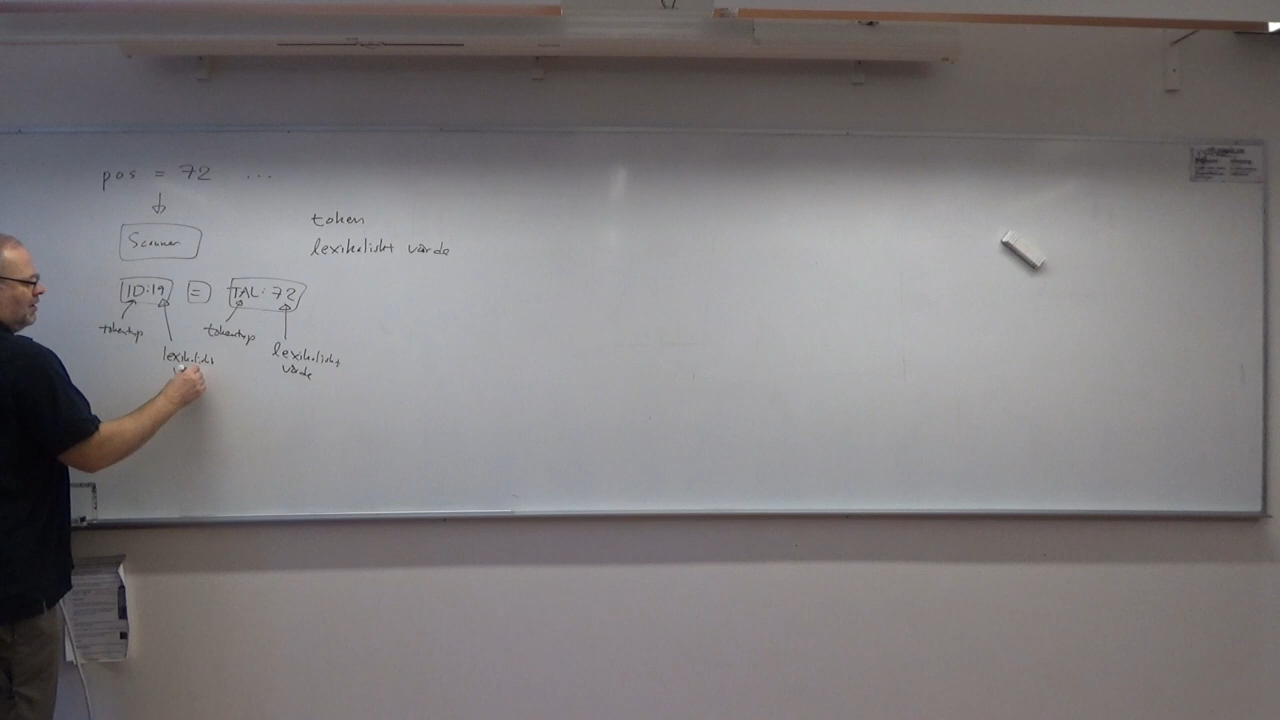 pos = 72 ...
Scanner
token
lexikaliskt värde
ID:19 = TAL:72
tokentyp tokentyp
lexikaliskt lexikaliskt
värde